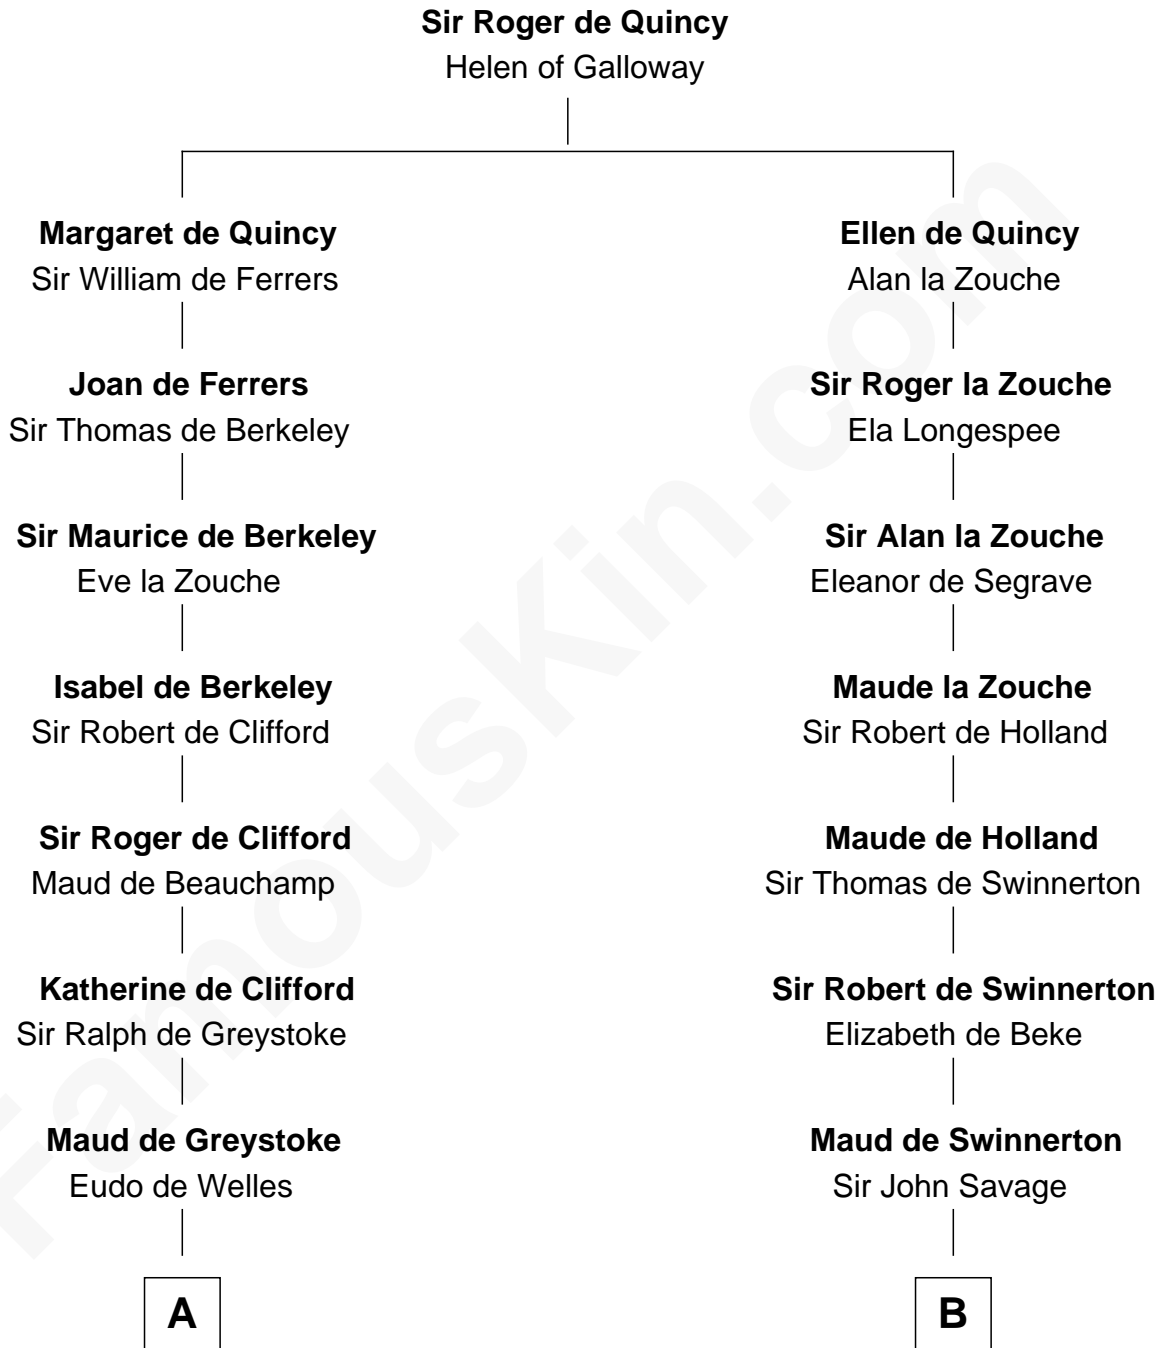 Sir Roger de Quincy
Helen of Galloway
Margaret de Quincy
Sir William de Ferrers
Ellen de Quincy
Alan la Zouche
Joan de Ferrers
Sir Thomas de Berkeley
Sir Roger la Zouche
Ela Longespee
Sir Maurice de Berkeley
Eve la Zouche
Sir Alan la Zouche
Eleanor de Segrave
Isabel de Berkeley
Sir Robert de Clifford
Maude la Zouche
Sir Robert de Holland
Sir Roger de Clifford
Maud de Beauchamp
Maude de Holland
Sir Thomas de Swinnerton
Katherine de Clifford
Sir Ralph de Greystoke
Sir Robert de Swinnerton
Elizabeth de Beke
Maud de Greystoke
Eudo de Welles
Maud de Swinnerton
Sir John Savage
A
B
FamousKin.com